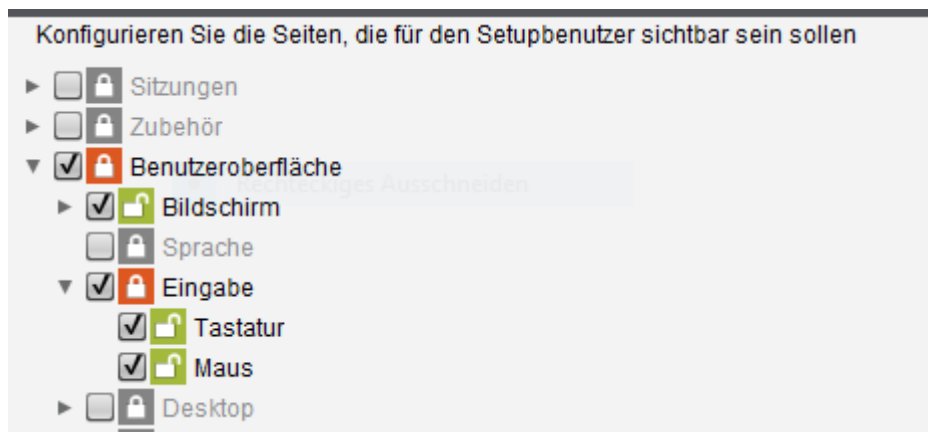 Konfigurieren Sie die Seiten, die für den Setupbenutzer sichtbar sein sollen
Sitzungen
Zubehör
Benutzeroberfläche
Rechteckiges Ausschneiden
Bildschirm
Sprache
Eingabe
Tastatur
Maus
Desktop